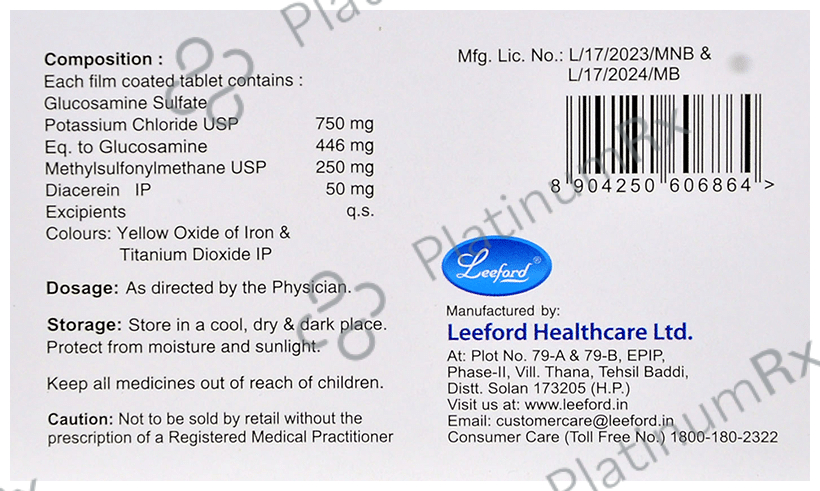 Composition :
Each film coated tablet contains :
Glucosamine Sulfate
Potassium Chloride USP 750 mg
Eq. to Glucosamine 446 mg
Methylsulfonylmethane USP 250 mg
Diacerein IP 50 mg
Excipients q.s.
Colours: Yellow Oxide of Iron &
Titanium Dioxide IP
Dosage: As directed by the Physician.
Storage: Store in a cool, dry & dark place.
Protect from moisture and sunlight.
Keep all medicines out of reach of children.
Caution: Not to be sold by retail without the
prescription of a Registered Medical Practitioner
Mfg. Lic. No.: L/17/2023/MNB &
L/17/2024/MB
8 904250 606864 >
Leeford®
Manufactured by:
Leeford Healthcare Ltd.
At: Plot No. 79-A & 79-B, EPIP,
Phase-II, Vill. Thana, Tehsil Baddi,
Distt. Solan 173205 (H.P.)
Visit us at: www.leeford.in
Email: customercare@leeford.in
Consumer Care (Toll Free No.) 1800-180-2322
PlatinumRx
PlatinumRx
PlatinumRx